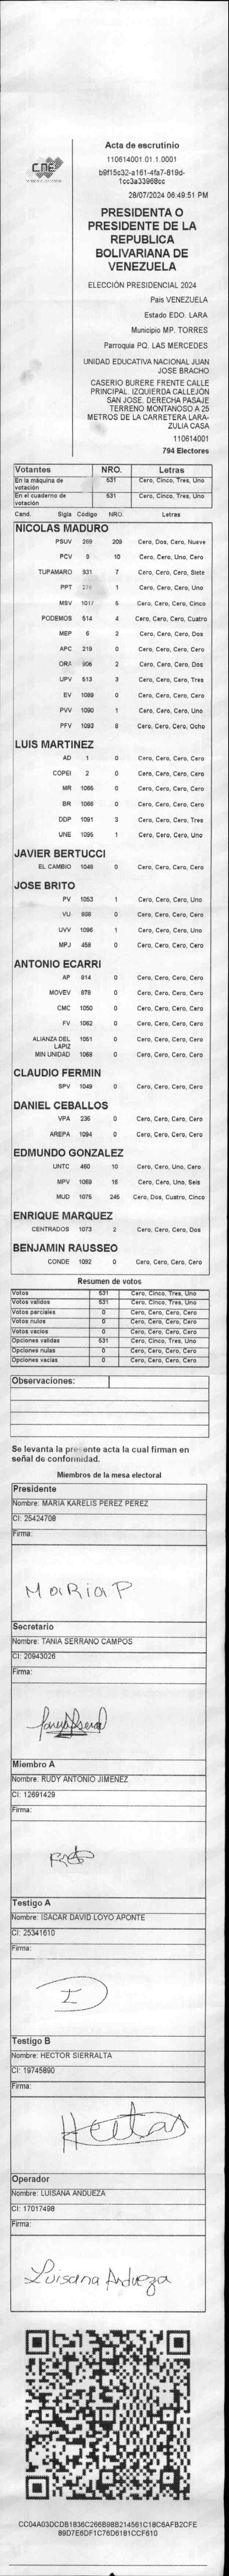 CNE
Acta de escrutinio
110614001.01.1.0001
b9f15c32-a161-4fa7-819d-
1cc3a33968cc
28/07/2024 06:49:51 PM
PRESIDENTA O
PRESIDENTE DE LA
REPUBLICA
BOLIVARIANA DE
VENEZUELA
ELECCIÓN PRESIDENCIAL 2024
Pais VENEZUELA
Estado EDO. LARA
Municipio MP. TORRES
Parroquia PQ. LAS MERCEDES
UNIDAD EDUCATIVA NACIONAL JUAN
JOSE BRACHO
CASERIO BURERE FRENTE CALLE
PRINCIPAL. IZQUIERDA CALLEJÓN
SAN JOSE. DERECHA PASAJE
TERRENO MONTANOSO A 25
METROS DE LA CARRETERA LARA-
ZULIA CASA
110614001
794 Electores
Votantes NRO. Letras
En la máquina de votación 531 Cero, Cinco, Tres, Uno
En el cuaderno de votación 531 Cero, Cinco, Tres, Uno
Cand. Sigla Código NRO. Letras
NICOLAS MADURO
PSUV 269 209 Cero, Dos, Cero, Nueve
PCV 9 10 Cero, Cero, Uno, Cero
TUPAMARO 931 7 Cero, Cero, Cero, Siete
PPT 1 Cero, Cero, Cero, Uno
MSV 1017 5 Cero, Cero, Cero, Cinco
PODEMOS 514 4 Cero, Cero, Cero, Cuatro
MEP 6 2 Cero, Cero, Cero, Dos
APC 219 0 Cero, Cero, Cero, Cero
ORA 906 2 Cero, Cero, Cero, Dos
UPV 513 3 Cero, Cero, Cero, Tres
EV 1089 0 Cero, Cero, Cero, Cero
PVV 1090 1 Cero, Cero, Cero, Uno
PFV 1093 8 Cero, Cero, Cero, Ocho
LUIS MARTINEZ
AD 1 0 Cero, Cero, Cero, Cero
COPEI 2 0 Cero, Cero, Cero, Cero
MR 1065 0 Cero, Cero, Cero, Cero
BR 1066 0 Cero, Cero, Cero, Cero
DDP 1091 3 Cero, Cero, Cero, Tres
UNE 1095 1 Cero, Cero, Cero, Uno
JAVIER BERTUCCI
EL CAMBIO 1046 0 Cero, Cero, Cero, Cero
JOSE BRITO
PV 1053 1 Cero, Cero, Cero, Uno
VU 808 0 Cero, Cero, Cero, Cero
UVV 1096 1 Cero, Cero, Cero, Uno
MPJ 458 0 Cero, Cero, Cero, Cero
ANTONIO ECARRI
AP 814 0 Cero, Cero, Cero, Cero
MOVEV 678 0 Cero, Cero, Cero, Cero
CMC 1050 0 Cero, Cero, Cero, Cero
FV 1062 0 Cero, Cero, Cero, Cero
ALIANZA DEL 1051 0 Cero, Cero, Cero, Cero
LAPIZ
MIN UNIDAD 1068 0 Cero, Cero, Cero, Cero
CLAUDIO FERMIN
SPV 1049 0 Cero, Cero, Cero, Cero
DANIEL CEBALLOS
VPA 236 0 Cero, Cero, Cero, Cero
AREPA 1094 0 Cero, Cero, Cero, Cero
EDMUNDO GONZALEZ
UNTC 460 10 Cero, Cero, Uno, Cero
MPV 1069 16 Cero, Cero, Uno, Seis
MUD 1075 245 Cero, Dos, Cuatro, Cinco
ENRIQUE MARQUEZ
CENTRADOS 1073 2 Cero, Cero, Cero, Dos
BENJAMIN RAUSSEO
CONDE 1092 0 Cero, Cero, Cero, Cero
Resumen de votos
Votos 531 Cero, Cinco, Tres, Uno
Votos validos 531 Cero, Cinco, Tres, Uno
Votos parciales 0 Cero, Cero, Cero, Cero
Votos nulos 0 Cero, Cero, Cero, Cero
Votos vacios 0 Cero, Cero, Cero, Cero
Opciones validas 531 Cero, Cinco, Tres, Uno
Opciones nulas 0 Cero, Cero, Cero, Cero
Opciones vacias 0 Cero, Cero, Cero, Cero
Observaciones:
Se levanta la presente acta la cual firman en
señal de conformidad.
Miembros de la mesa electoral
Presidente
Nombre: MARIA KARELIS PEREZ PEREZ
CI: 25424708
Firma:
MaRia P
Secretario
Nombre: TANIA SERRANO CAMPOS
CI: 20943026
Firma:
Miembro A
Nombre: RUDY ANTONIO JIMENEZ
CI: 12691429
Firma:
Testigo A
Nombre: ISACAR DAVID LOYO APONTE
CI: 25341610
Firma:
I
Testigo B
Nombre: HECTOR SIERRALTA
CI: 19745890
Firma:
Operador
Nombre: LUISANA ANDUEZA
CI: 17017498
Firma:
Luisana Andueza
CC04A03DCDB1836C266B98B214561C18C6AFB2CFE
89D7E6DF1C76D6181CCF610